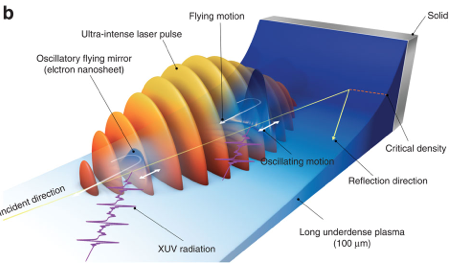 b
Flying motion
Solid
Ultra-intense laser pulse
Oscillatory flying mirror
(elctron nanosheet)
Oscillating motion
Critical density
Reflection direction
ncident direction
Long underdense plasma
(100 μm)
XUV radiation